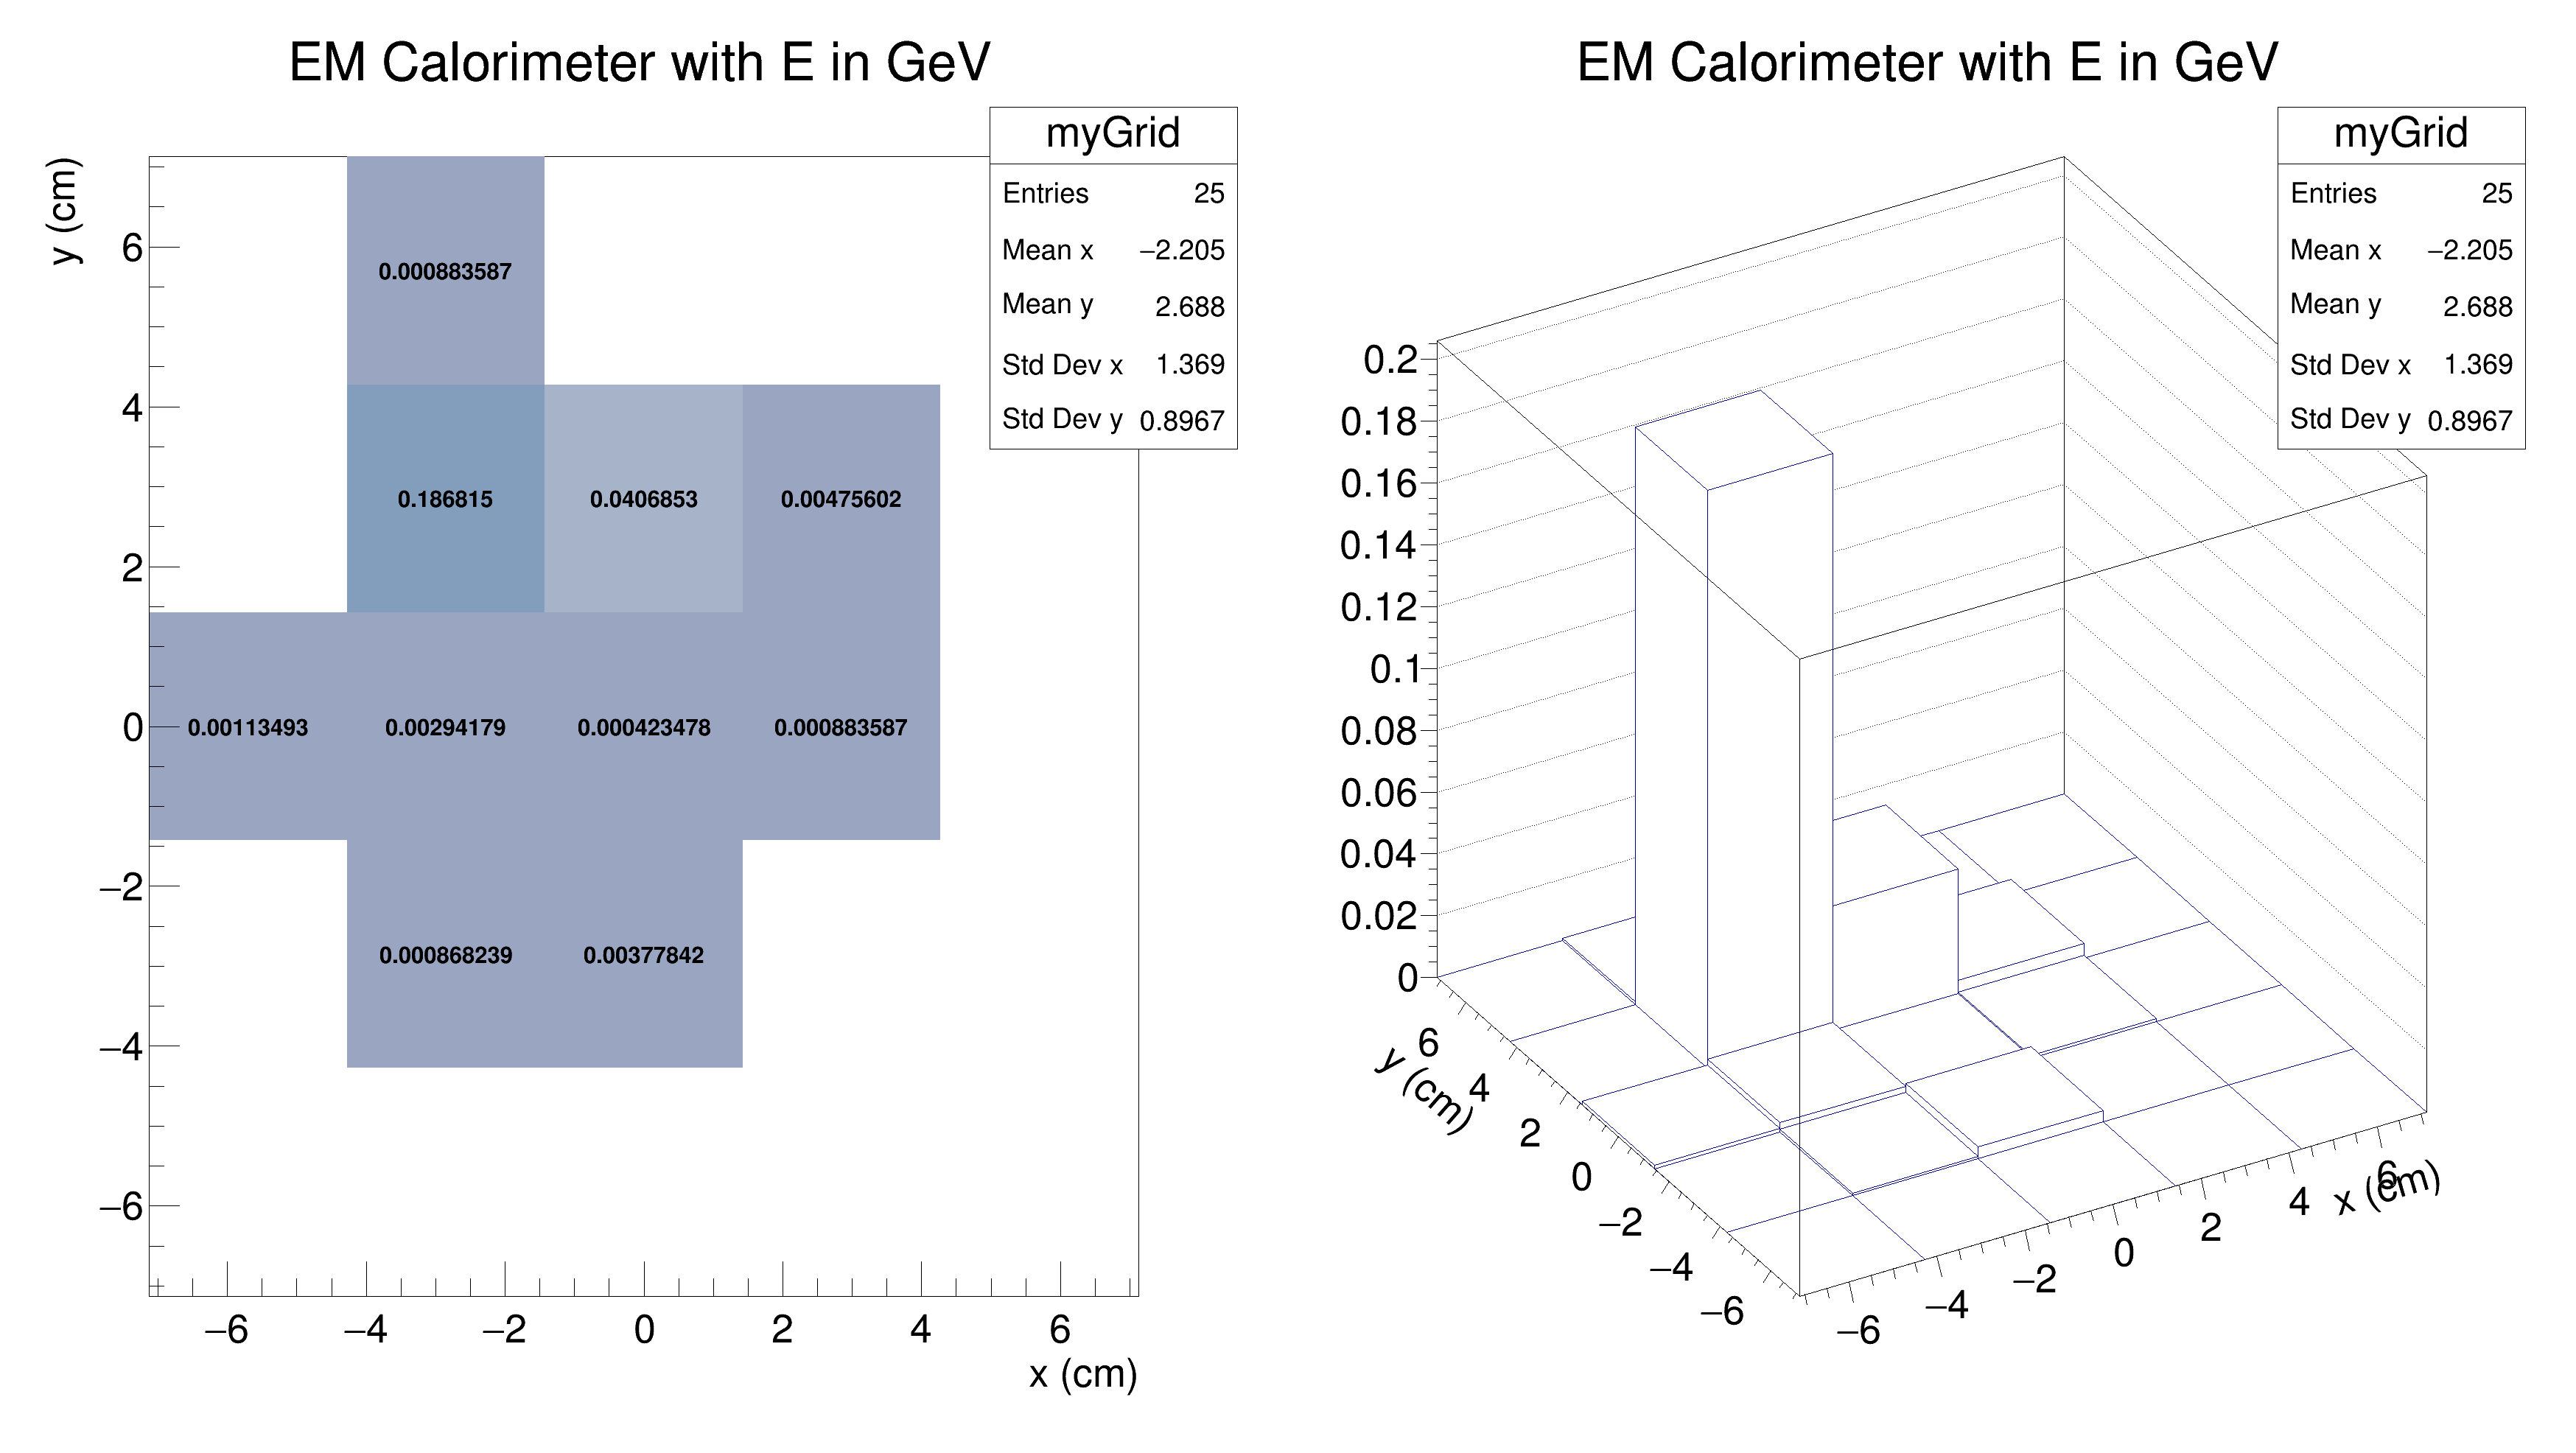 EM Calorimeter with E in GeV
myGrid
Entries 25
Mean x −2.205
Mean y 2.688
Std Dev x 1.369
Std Dev y 0.8967
y (cm)
6
4
2
0
−2
−4
−6
0.000883587
0.186815 0.0406853 0.00475602
0.00113493 0.00294179 0.000423478 0.000883587
0.000868239 0.00377842
−6 −4 −2 0 2 4 6
x (cm)
EM Calorimeter with E in GeV
myGrid
Entries 25
Mean x −2.205
Mean y 2.688
Std Dev x 1.369
Std Dev y 0.8967
0.2
0.18
0.16
0.14
0.12
0.1
0.08
0.06
0.04
0.02
0
y (cm)
6
4
2
0
−2
−4
−6
−6
−4
−2
0
2
4
6
x (cm)